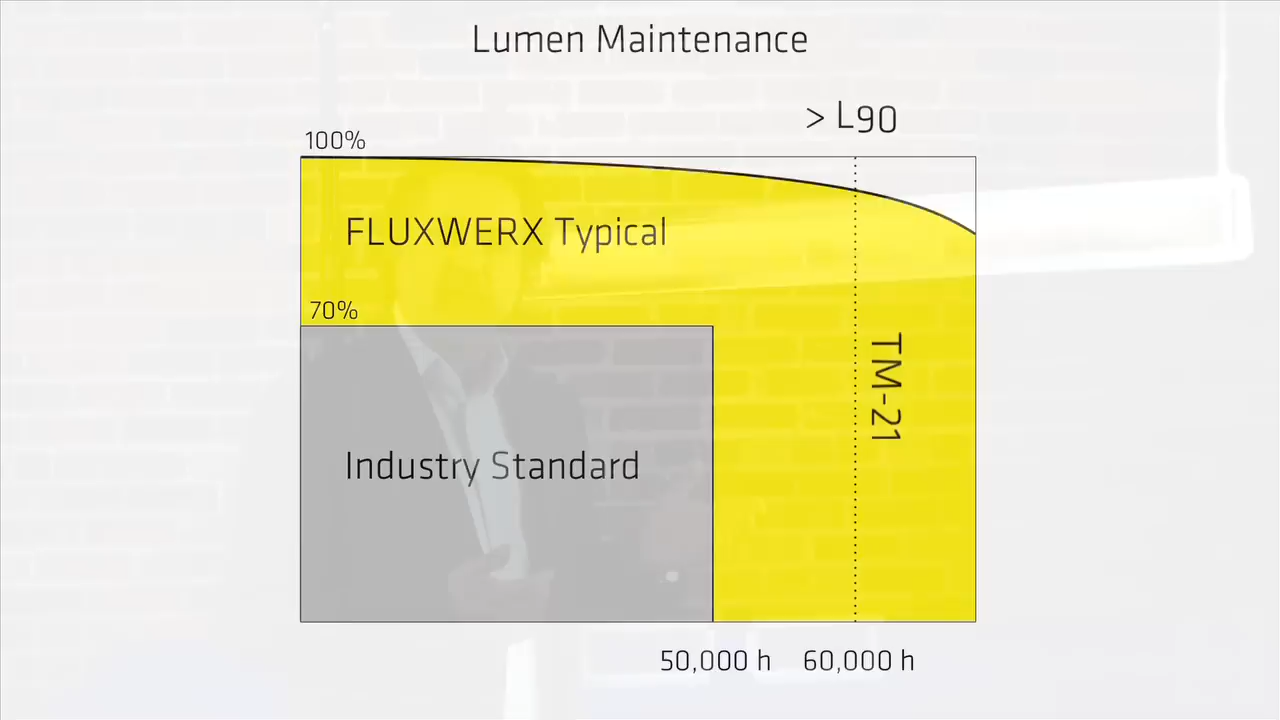 Lumen Maintenance
> L90
100%
FLUXWERX Typical
70%
TM-21
Industry Standard
50,000 h
60,000 h